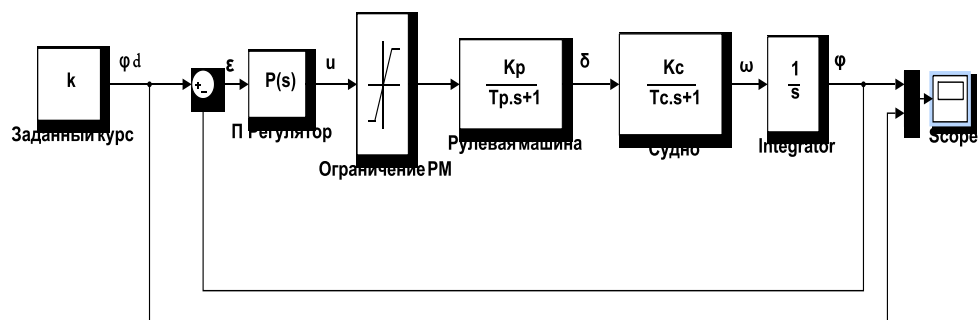 k
Заданный курс
φd
ε
P(s)
П Регулятор
u
Ограничение РМ
Kp
Tp.s+1
Рулевая машина
δ
Kc
Tc.s+1
Судно
ω
1
s
Integrator
φ
Scope